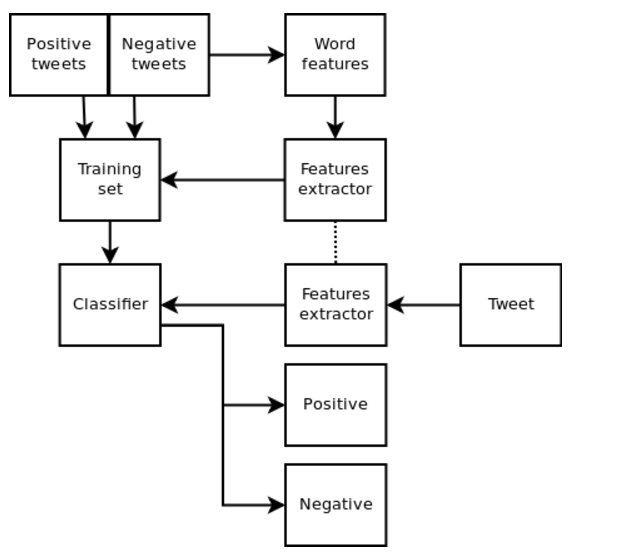 Positive
tweets
Negative
tweets
Word
features
Training
set
Features
extractor
Classifier
Features
extractor
Tweet
Positive
Negative